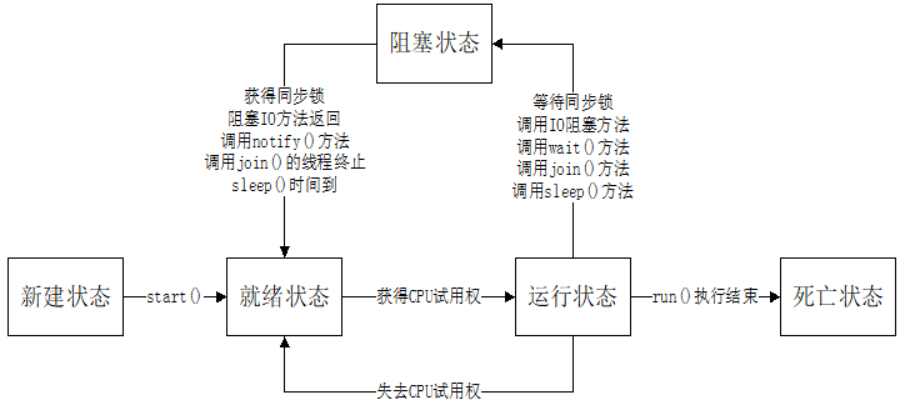 阻塞状态
获得同步锁
阻塞IO方法返回
调用notify()方法
调用join()的线程终止
sleep()时间到
等待同步锁
调用IO阻塞方法
调用wait()方法
调用join()方法
调用sleep()方法
新建状态
start()
就绪状态
获得CPU试用权
运行状态
run()执行结束
死亡状态
失去CPU试用权